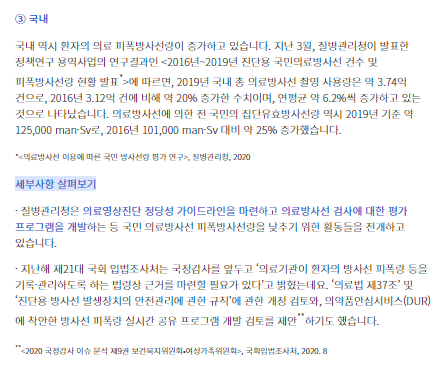 ③ 국내
국내 역시 환자의 의료 피폭방사선량이 증가하고 있습니다. 지난 3월, 질병관리청이 발표한
정책연구 용역사업의 연구결과인 <2016년~2019년 진단용 국민의료방사선 건수 및
피폭방사선량 현황 발표*>에 따르면, 2019년 국내 총 의료방사선 촬영 사용량은 약 3.74억
건으로, 2016년 3.12억 건에 비해 약 20% 증가한 수치이며, 연평균 약 6.2%씩 증가하고 있는
것으로 나타났습니다. 의료방사선에 의한 전 국민의 집단유효방사선량 역시 2019년 기준 약
125,000 man·Sv로, 2016년 101,000 man·Sv 대비 약 25% 증가했습니다.
*<의료방사선 이용에 따른 국민 방사선량 평가 연구>, 질병관리청, 2020
세부사항 살펴보기
· 질병관리청은 의료영상진단 정당성 가이드라인을 마련하고 의료방사선 검사에 대한 평가
프로그램을 개발하는 등 국민 의료방사선 피폭방사선량을 낮추기 위한 활동들을 전개하고
있습니다.
· 지난해 제21대 국회 입법조사처는 국정감사를 앞두고 '의료기관이 환자의 방사선 피폭량 등을
기록·관리하도록 하는 법령상 근거를 마련할 필요가 있다'고 밝혔는데요. '의료법 제37조' 및
'진단용 방사선 발생장치의 안전관리에 관한 규칙'에 관한 개정 검토와, 의약품안심서비스(DUR)
에 착안한 방사선 피폭량 실시간 공유 프로그램 개발 검토를 제안**하기도 했습니다.
**<2020 국정감사 이슈 분석 제9권 보건복지위원회•여성가족위원회>, 국회입법조사처, 2020. 8